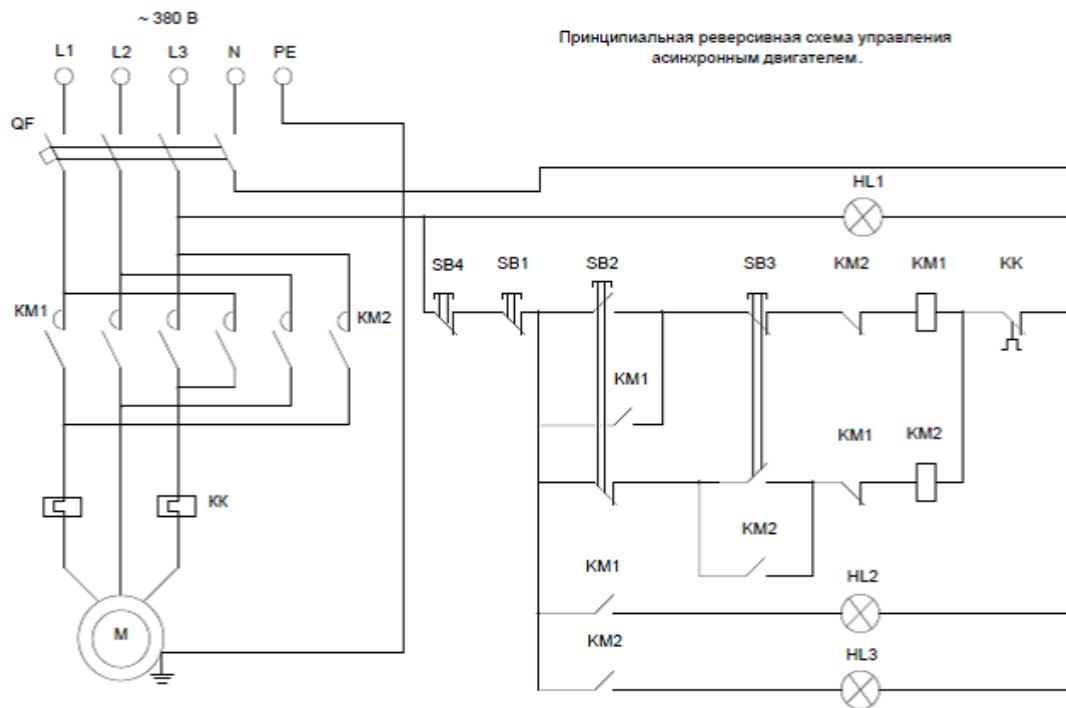 ~ 380 В
Принципиальная реверсивная схема управления
асинхронным двигателем.
L1 L2 L3 N PE
QF
HL1
SB4 SB1 SB2 SB3 KM2 KM1 KK
KM1 KM2
KM1
KM1 KM2
KK
KM2
KM1 HL2
M
KM2 HL3